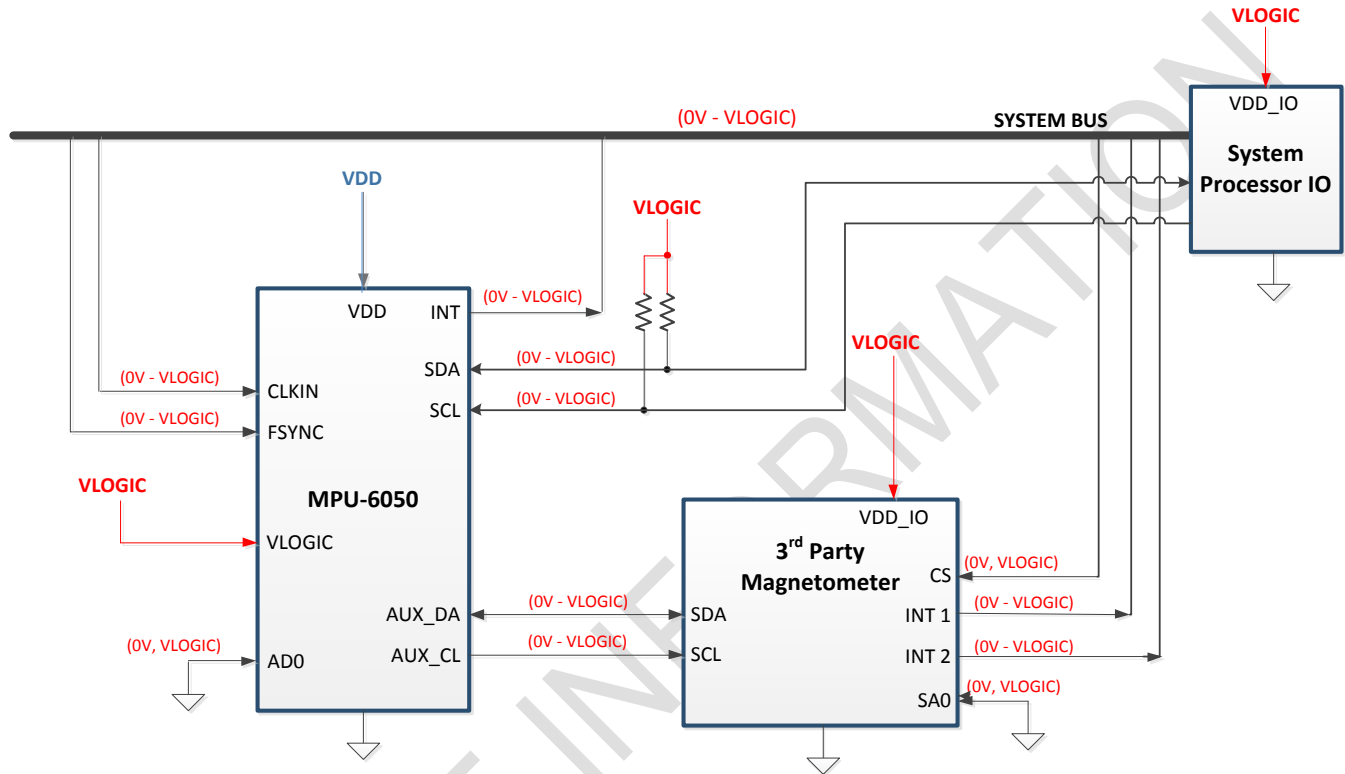 VLOGIC
VDD_IO
System
Processor IO
(0V - VLOGIC)
SYSTEM BUS
VDD
VLOGIC
VDD
INT
(0V - VLOGIC)
SDA
(0V - VLOGIC)
SCL
(0V - VLOGIC)
(0V - VLOGIC)
CLKIN
(0V - VLOGIC)
FSYNC
VLOGIC
VLOGIC
MPU-6050
AUX_DA
(0V - VLOGIC)
AUX_CL
(0V - VLOGIC)
(0V, VLOGIC)
AD0
VLOGIC
VDD_IO
3rd Party
Magnetometer
SDA
SCL
CS
(0V, VLOGIC)
INT 1
(0V - VLOGIC)
INT 2
(0V - VLOGIC)
SA0
(0V, VLOGIC)